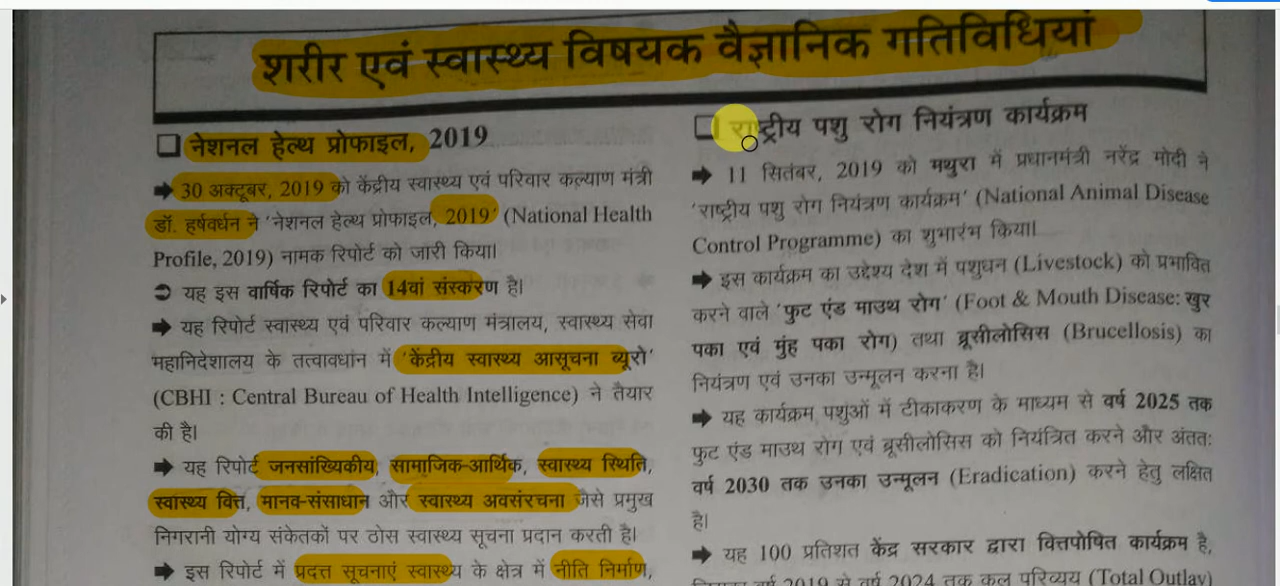 शरीर एवं स्वास्थ्य विषयक वैज्ञानिक गतिविधियां
❑ नेशनल हेल्थ प्रोफाइल, 2019
➡ 30 अक्टूबर, 2019 को केंद्रीय स्वास्थ्य एवं परिवार कल्याण मंत्री
डॉ. हर्षवर्धन ने 'नेशनल हेल्थ प्रोफाइल, 2019' (National Health
Profile, 2019) नामक रिपोर्ट को जारी किया।
➲ यह इस वार्षिक रिपोर्ट का 14वां संस्करण है।
➡ यह रिपोर्ट स्वास्थ्य एवं परिवार कल्याण मंत्रालय, स्वास्थ्य सेवा
महानिदेशालय के तत्वावधान में 'केंद्रीय स्वास्थ्य आसूचना ब्यूरो'
(CBHI : Central Bureau of Health Intelligence) ने तैयार
की है।
➡ यह रिपोर्ट जनसांख्यिकीय, सामाजिक-आर्थिक, स्वास्थ्य स्थिति,
स्वास्थ्य वित्त, मानव-संसाधान और स्वास्थ्य अवसंरचना जैसे प्रमुख
निगरानी योग्य संकेतकों पर ठोस स्वास्थ्य सूचना प्रदान करती है।
➡ इस रिपोर्ट में प्रदत्त सूचनाएं स्वास्थ्य के क्षेत्र में नीति निर्माण,
❑ राष्ट्रीय पशु रोग नियंत्रण कार्यक्रम
➡ 11 सितंबर, 2019 को मथुरा में प्रधानमंत्री नरेंद्र मोदी ने
'राष्ट्रीय पशु रोग नियंत्रण कार्यक्रम' (National Animal Disease
Control Programme) का शुभारंभ किया।
➡ इस कार्यक्रम का उद्देश्य देश में पशुधन (Livestock) को प्रभावित
करने वाले 'फुट एंड माउथ रोग' (Foot & Mouth Disease: खुर
पका एवं मुंह पका रोग) तथा ब्रूसीलोसिस (Brucellosis) का
नियंत्रण एवं उनका उन्मूलन करना है।
➡ यह कार्यक्रम पशुओं में टीकाकरण के माध्यम से वर्ष 2025 तक
फुट एंड माउथ रोग एवं ब्रूसीलोसिस को नियंत्रित करने और अंततः
वर्ष 2030 तक उनका उन्मूलन (Eradication) करने हेतु लक्षित
है।
➡ यह 100 प्रतिशत केंद्र सरकार द्वारा वित्तपोषित कार्यक्रम है,
वर्ष 2019 से वर्ष 2024 तक कुल परिव्यय (Total Outlay)